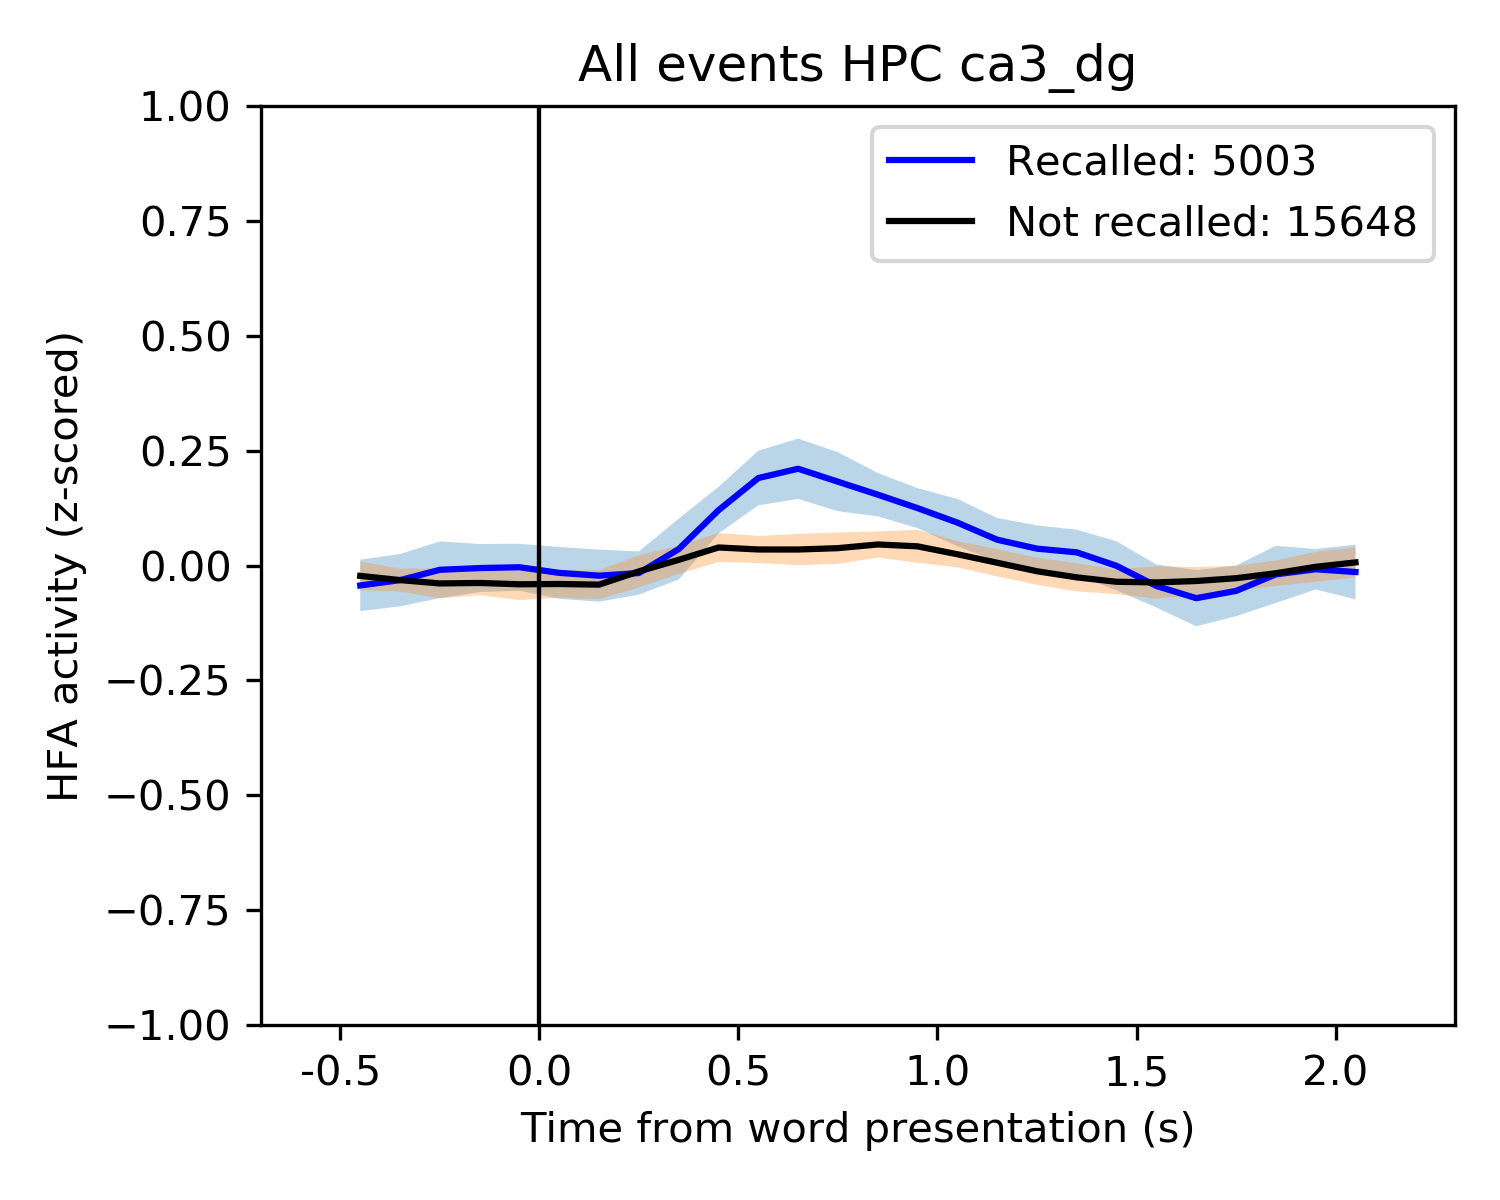 All events HPC ca3_dg
Recalled: 5003
Not recalled: 15648
HFA activity (z-scored)
1.00
0.75
0.50
0.25
0.00
−0.25
−0.50
−0.75
−1.00
-0.5 0.0 0.5 1.0 1.5 2.0
Time from word presentation (s)